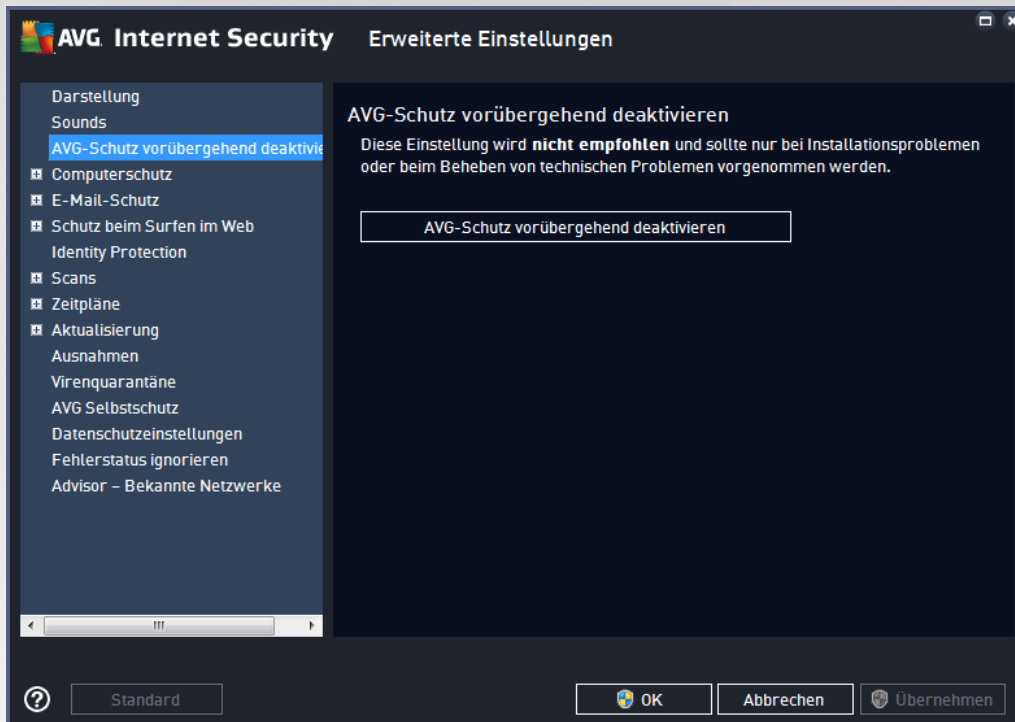 AVG Internet Security Erweiterte Einstellungen
Darstellung
Sounds
AVG-Schutz vorübergehend deaktivie
Computerschutz
E-Mail-Schutz
Schutz beim Surfen im Web
Identity Protection
Scans
Zeitpläne
Aktualisierung
Ausnahmen
Virenquarantäne
AVG Selbstschutz
Datenschutzeinstellungen
Fehlerstatus ignorieren
Advisor – Bekannte Netzwerke
AVG-Schutz vorübergehend deaktivieren
Diese Einstellung wird nicht empfohlen und sollte nur bei Installationsproblemen
oder beim Beheben von technischen Problemen vorgenommen werden.
AVG-Schutz vorübergehend deaktivieren
Standard
OK
Abbrechen
Übernehmen